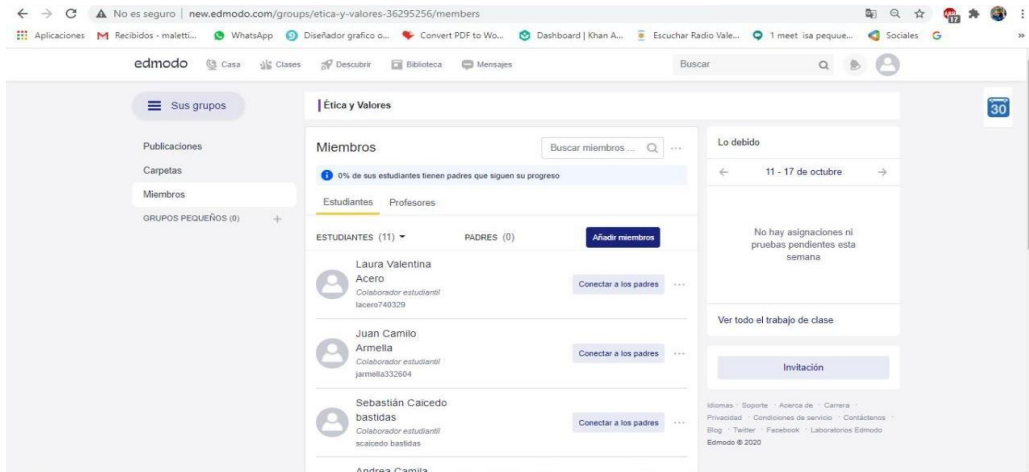 No es seguro | new.edmodo.com/groups/etica-y-valores-36295256/members
Aplicaciones Recibidos - maletti... WhatsApp Diseñador grafico o... Convert PDF to Wo... Dashboard | Khan A... Escuchar Radio Vale... 1 meet isa pequue... Sociales »
edmodo Casa Clases Descubrir Biblioteca Mensajes Buscar
Sus grupos
Ética y Valores
30
Publicaciones
Carpetas
Miembros
GRUPOS PEQUEÑOS (0) +
Miembros Buscar miembros ... ...
0% de sus estudiantes tienen padres que siguen su progreso
Estudiantes Profesores
ESTUDIANTES (11) PADRES (0) Añadir miembros
Laura Valentina
Acero
Colaborador estudiantil
lacero740329
Conectar a los padres ...
Juan Camilo
Armella
Colaborador estudiantil
jarmella332604
Conectar a los padres ...
Sebastián Caicedo
bastidas
Colaborador estudiantil
scaicedo bastidas
Conectar a los padres ...
Andrea Camila
Lo debido
← 11 - 17 de octubre →
No hay asignaciones ni
pruebas pendientes esta
semana
Ver todo el trabajo de clase
Invitación
Idiomas · Soporte · Acerca de · Carrera ·
Privacidad · Condiciones de servicio · Contáctenos ·
Blog · Twitter · Facebook · Laboratorios Edmodo
Edmodo © 2020